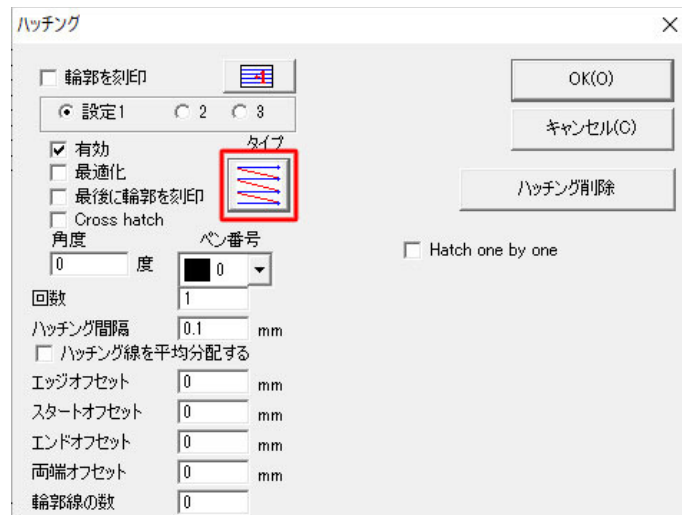 ハッチング
輪郭を刻印
設定1 2 3
有効 タイプ
最適化
最後に輪郭を刻印
Cross hatch
角度 ペン番号
0 度 0
回数 1
ハッチング間隔 0.1 mm
ハッチング線を平均分配する
エッジオフセット 0 mm
スタートオフセット 0 mm
エンドオフセット 0 mm
両端オフセット 0 mm
輪郭線の数 0
OK(O)
キャンセル(C)
ハッチング削除
Hatch one by one